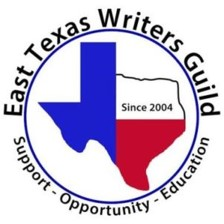 East Texas Writers Guild
Since 2004
Support - Opportunity - Education